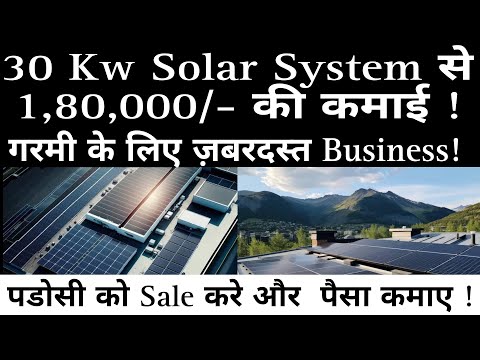 30 Kw Solar System से
1,80,000/- की कमाई !
गरमी के लिए ज़बरदस्त Business!
पडोसी को Sale करे और पैसा कमाए !